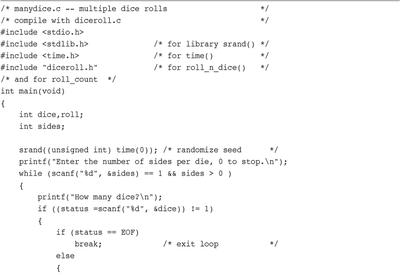 /* manydice.c -- multiple dice rolls */
/* compile with diceroll.c */
#include <stdio.h>
#include <stdlib.h> /* for library srand() */
#include <time.h> /* for time() */
#include "diceroll.h" /* for roll_n_dice() */
/* and for roll_count */
int main(void)
{
int dice,roll;
int sides;
srand((unsigned int) time(0)); /* randomize seed */
printf("Enter the number of sides per die, 0 to stop.\n");
while (scanf("%d", &sides) == 1 && sides > 0 )
{
printf("How many dice?\n");
if ((status =scanf("%d", &dice)) != 1)
{
if (status == EOF)
break; /* exit loop */
else
{